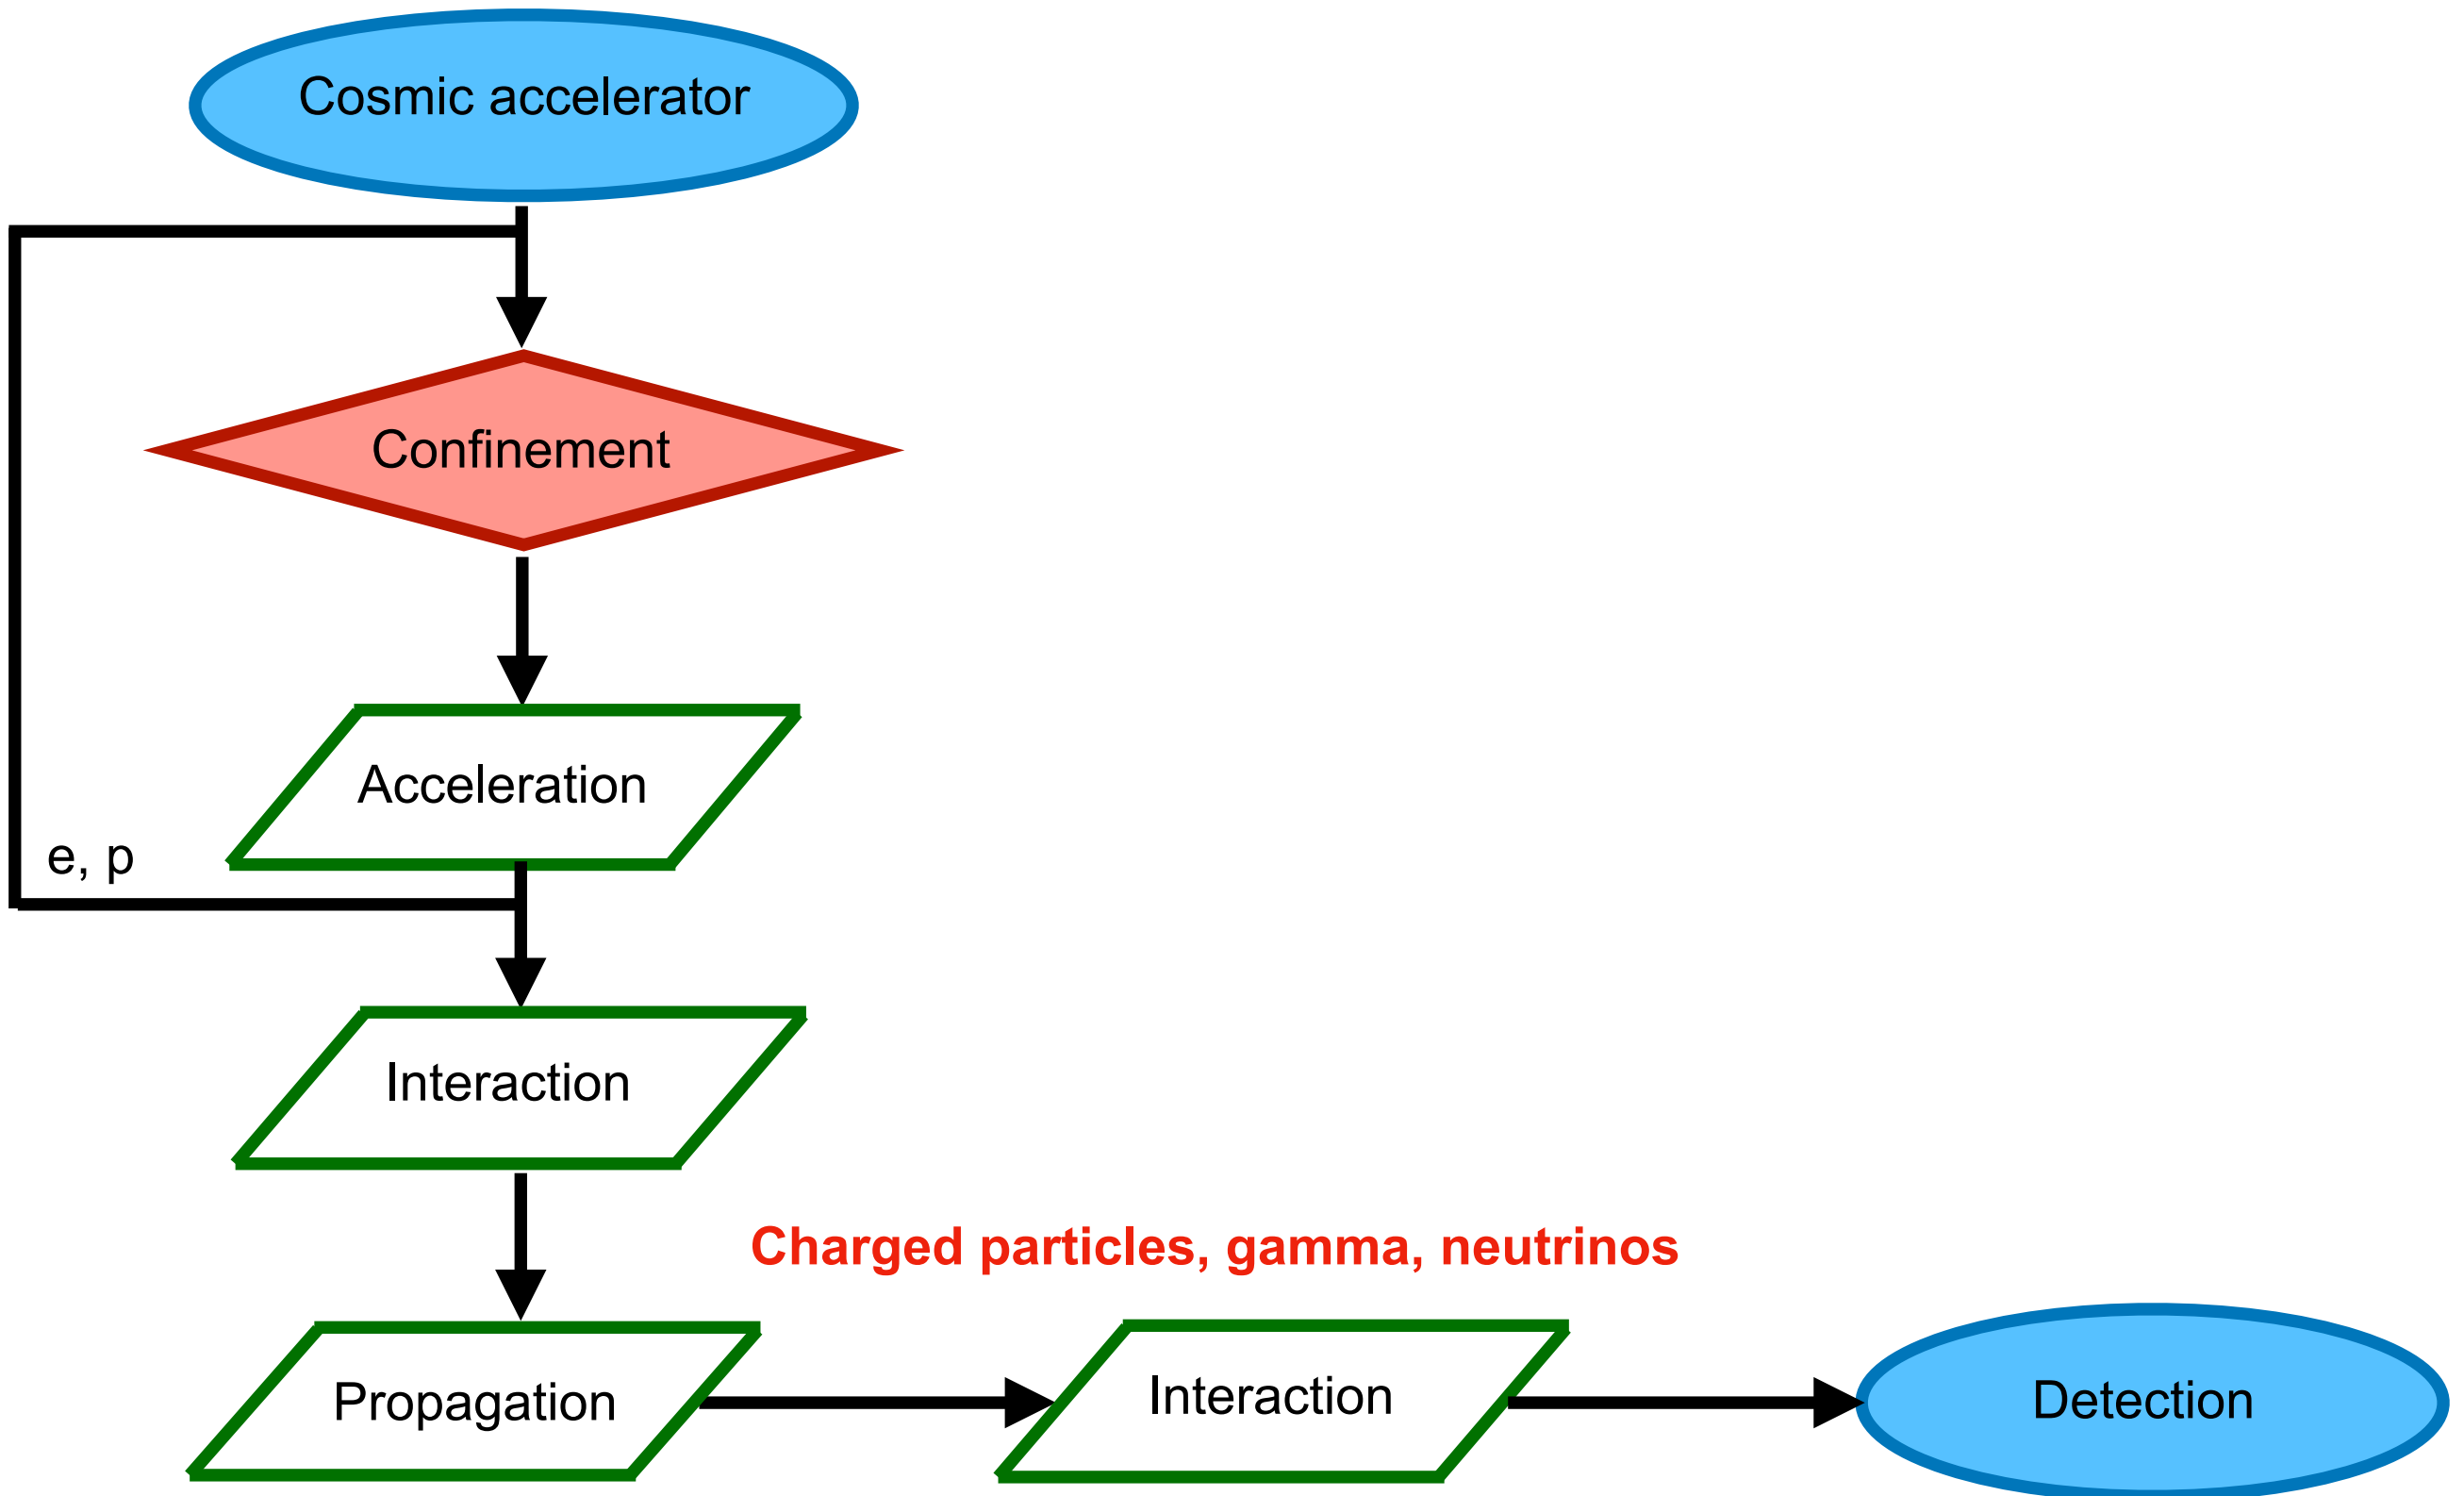 Cosmic accelerator
Confinement
Acceleration
e, p
Interaction
Charged particles, gamma, neutrinos
Propagation
Interaction
Detection